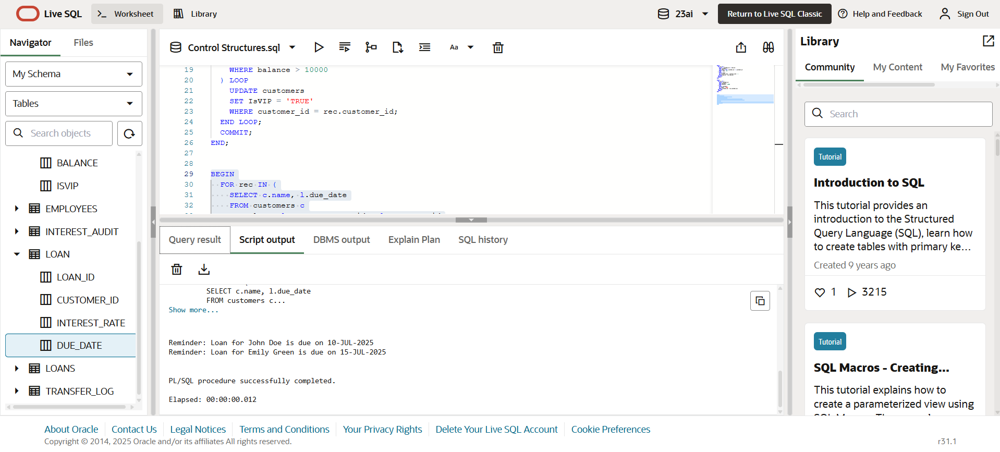 Live SQL
Worksheet
Library
23ai
Return to Live SQL Classic
Help and Feedback
Sign Out
Navigator
Files
My Schema
Tables
Search objects
BALANCE
ISVIP
EMPLOYEES
INTEREST_AUDIT
LOAN
LOAN_ID
CUSTOMER_ID
INTEREST_RATE
DUE_DATE
LOANS
TRANSFER_LOG
Control Structures.sql
Aa
19 WHERE balance > 10000
20 ) LOOP
21 UPDATE customers
22 SET IsVIP = 'TRUE'
23 WHERE customer_id = rec.customer_id;
24 END LOOP;
25 COMMIT;
26 END;
27
28
29 BEGIN
30 FOR rec IN (
31 SELECT c.name, l.due_date
32 FROM customers c
Query result
Script output
DBMS output
Explain Plan
SQL history
SELECT c.name, l.due_date
FROM customers c...
Show more...
Reminder: Loan for John Doe is due on 10-JUL-2025
Reminder: Loan for Emily Green is due on 15-JUL-2025
PL/SQL procedure successfully completed.
Elapsed: 00:00:00.012
Library
Community
My Content
My Favorites
Search
Tutorial
Introduction to SQL
This tutorial provides an
introduction to the Structured
Query Language (SQL), learn how
to create tables with primary ke...
Created 9 years ago
1
3215
Tutorial
SQL Macros - Creating...
This tutorial explains how to
create a parameterized view using
About Oracle
Contact Us
Legal Notices
Terms and Conditions
Your Privacy Rights
Delete Your Live SQL Account
Cookie Preferences
Copyright © 2014, 2025 Oracle and/or its affiliates All rights reserved.
r31.1